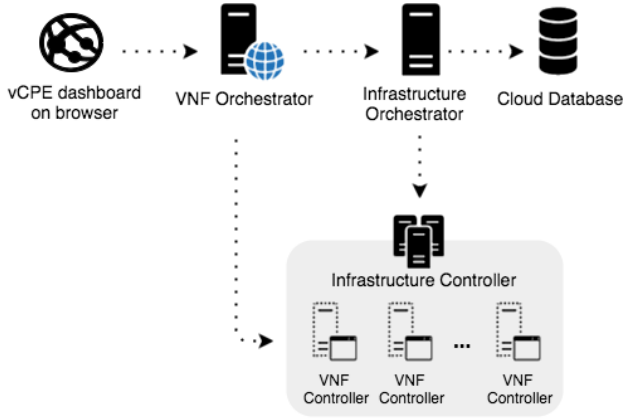 vCPE dashboard
on browser
VNF Orchestrator
Infrastructure
Orchestrator
Cloud Database
Infrastructure Controller
...
VNF
Controller
VNF
Controller
VNF
Controller